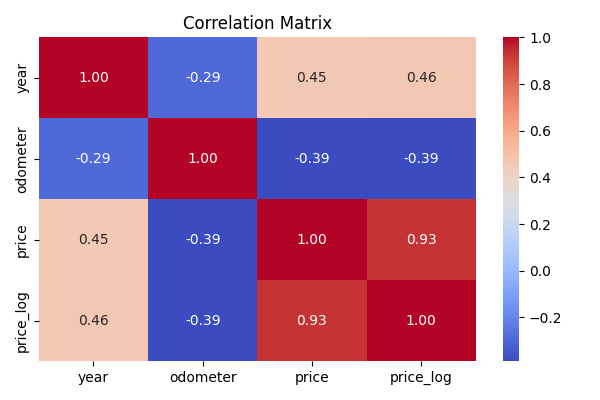 Correlation Matrix
year 1.00 -0.29 0.45 0.46
odometer -0.29 1.00 -0.39 -0.39
price 0.45 -0.39 1.00 0.93
price_log 0.46 -0.39 0.93 1.00
year odometer price price_log
1.0
0.8
0.6
0.4
0.2
0.0
−0.2